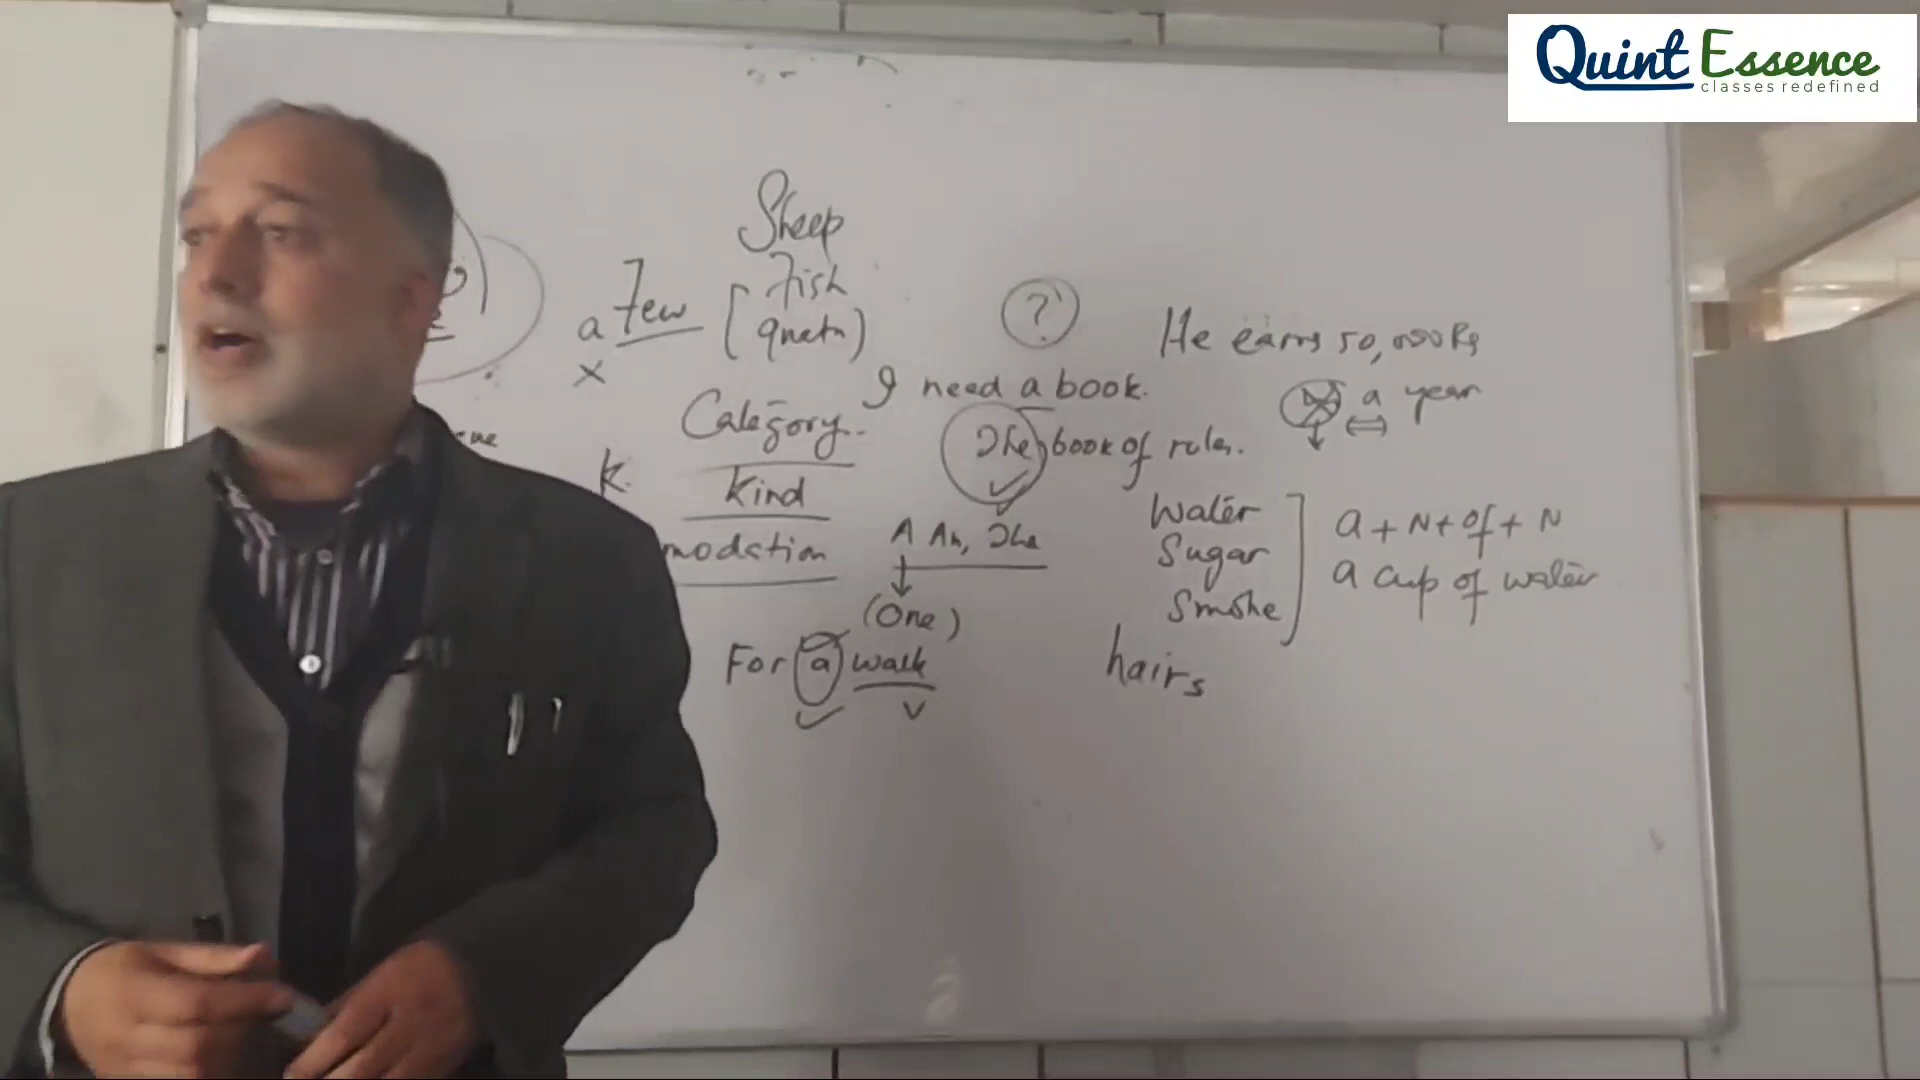 Quint Essence
classes redefined
Sheep
Fish
a Few
x
?
He earns 50,000 Rs
a year
I need a book.
Category..
The book of rules.
K.
Kind
A An, The
modation
(One)
For a walk
Water
Sugar
Smoke
a + N + of + N
a cup of water
hairs